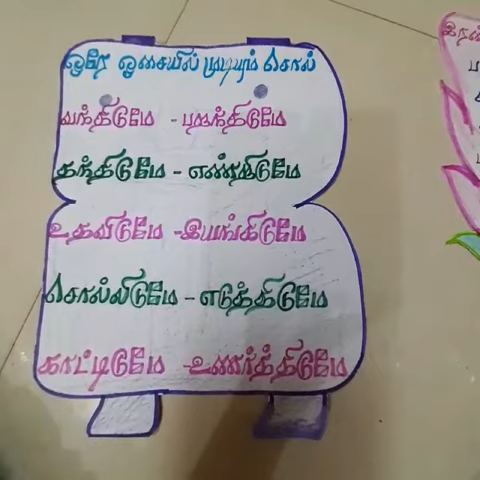 ஒரே ஓசையில் முடியும் சொல்
வந்திடுமே - பறந்திடுமே
தந்திடுமே - எண்ணிடுமே
உதவிடுமே - இயங்கிடுமே
சொல்லிடுமே - எடுத்திடுமே
காட்டிடுமே - உணர்த்திடுமே